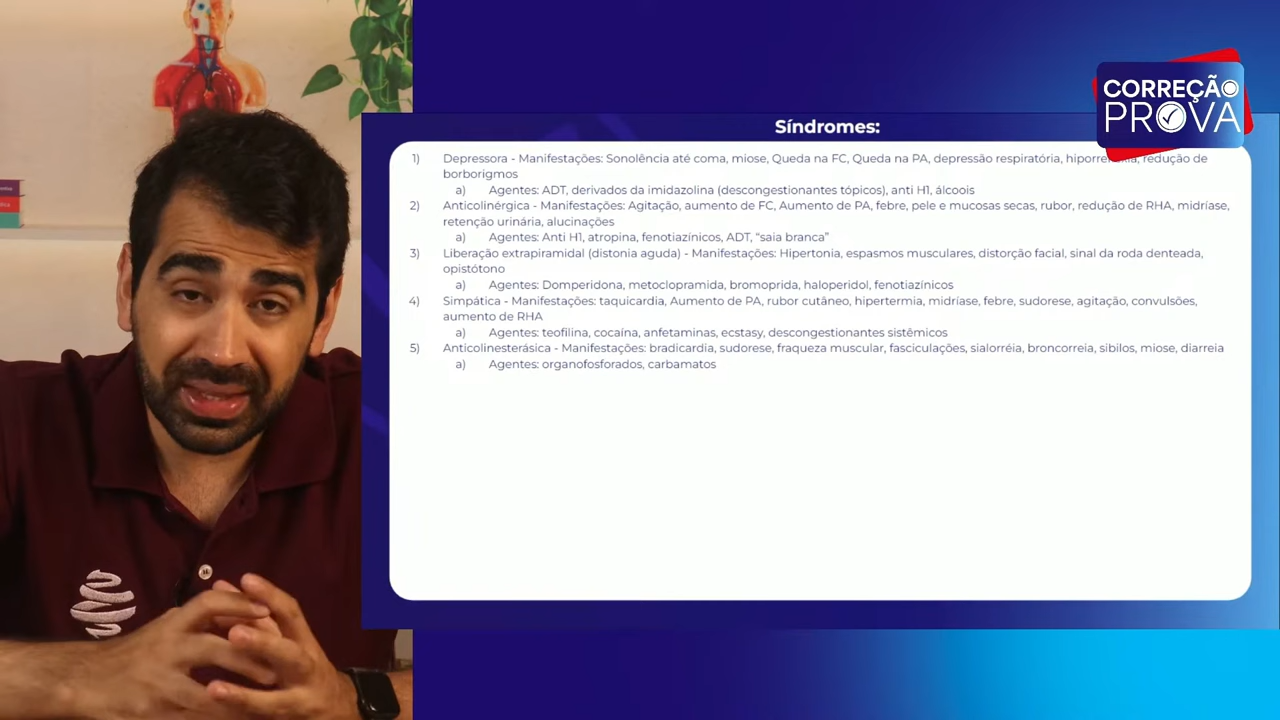 CORREÇÃO
PROVA
Síndromes:
1) Depressora - Manifestações: Sonolência até coma, miose, Queda na FC, Queda na PA, depressão respiratória, redução de
borborigmos
a) Agentes: ADT, derivados da imidazolina (descongestionantes tópicos), anti H1, álcoois
2) Anticolinérgica - Manifestações: Agitação, aumento de FC, Aumento de PA, febre, pele e mucosas secas, rubor, redução de RHA, midríase,
retenção urinária, alucinações
a) Agentes: Anti H1, atropina, fenotiazínicos, ADT, “saia branca”
3) Liberação extrapiramidal (distonia aguda) - Manifestações: Hipertonia, espasmos musculares, distorção facial, sinal da roda denteada,
opistótono
a) Agentes: Domperidona, metoclopramida, bromoprida, haloperidol, fenotiazínicos
4) Simpática - Manifestações: taquicardia, Aumento de PA, rubor cutâneo, hipertermia, midríase, febre, sudorese, agitação, convulsões,
aumento de RHA
a) Agentes: teofilina, cocaína, anfetaminas, ecstasy, descongestionantes sistêmicos
5) Anticolinesterásica - Manifestações: bradicardia, sudorese, fraqueza muscular, fasciculações, sialorréia, broncorreia, sibilos, miose, diarreia
a) Agentes: organofosforados, carbamatos